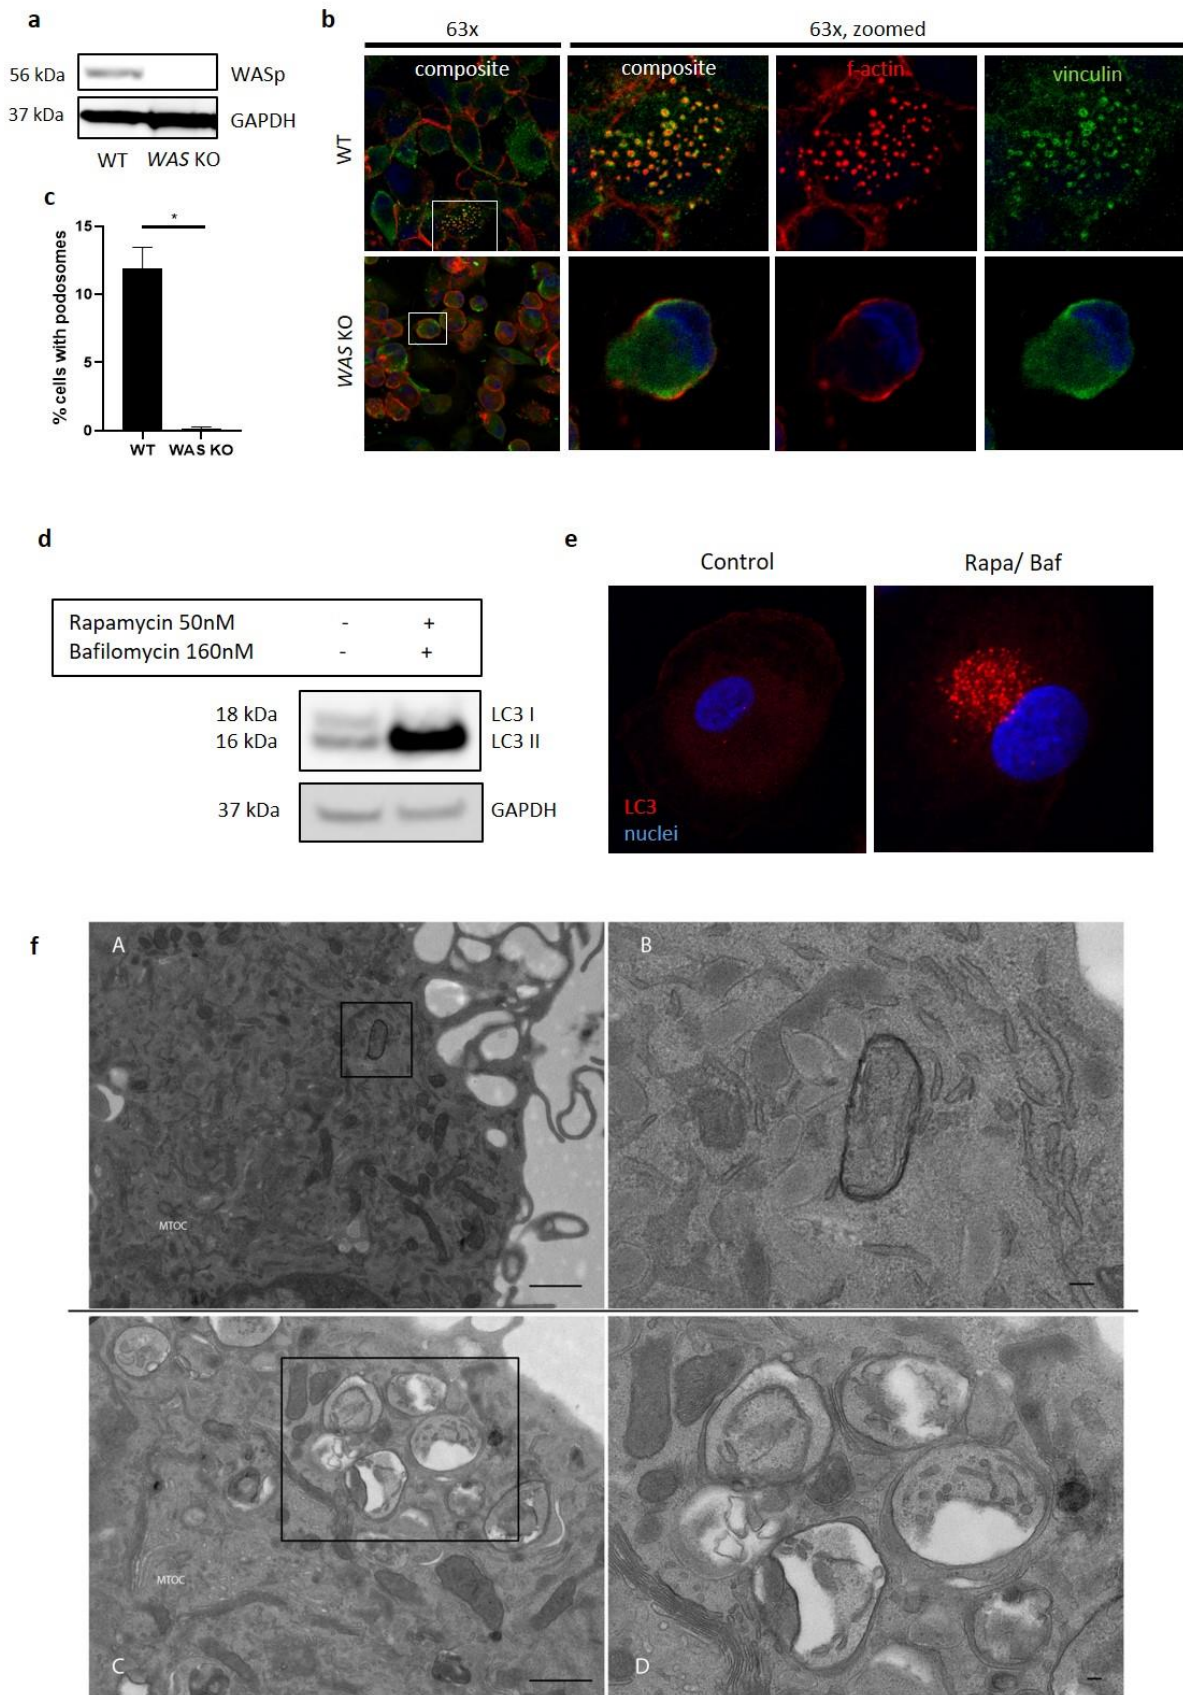 a
56 kDa
WASp
37 kDa
GAPDH
WT WAS KO
b
63x
63x, zoomed
composite
composite
f-actin
vinculin
WT
WAS KO
c
% cells with podosomes
15
10
5
0
*
WT WAS KO
d
Rapamycin 50nM - +
Bafilomycin 160nM - +
18 kDa LC3 I
16 kDa LC3 II
37 kDa GAPDH
e
Control
Rapa/ Baf
LC3
nuclei
f
A
MTOC
B
C
MTOC
D